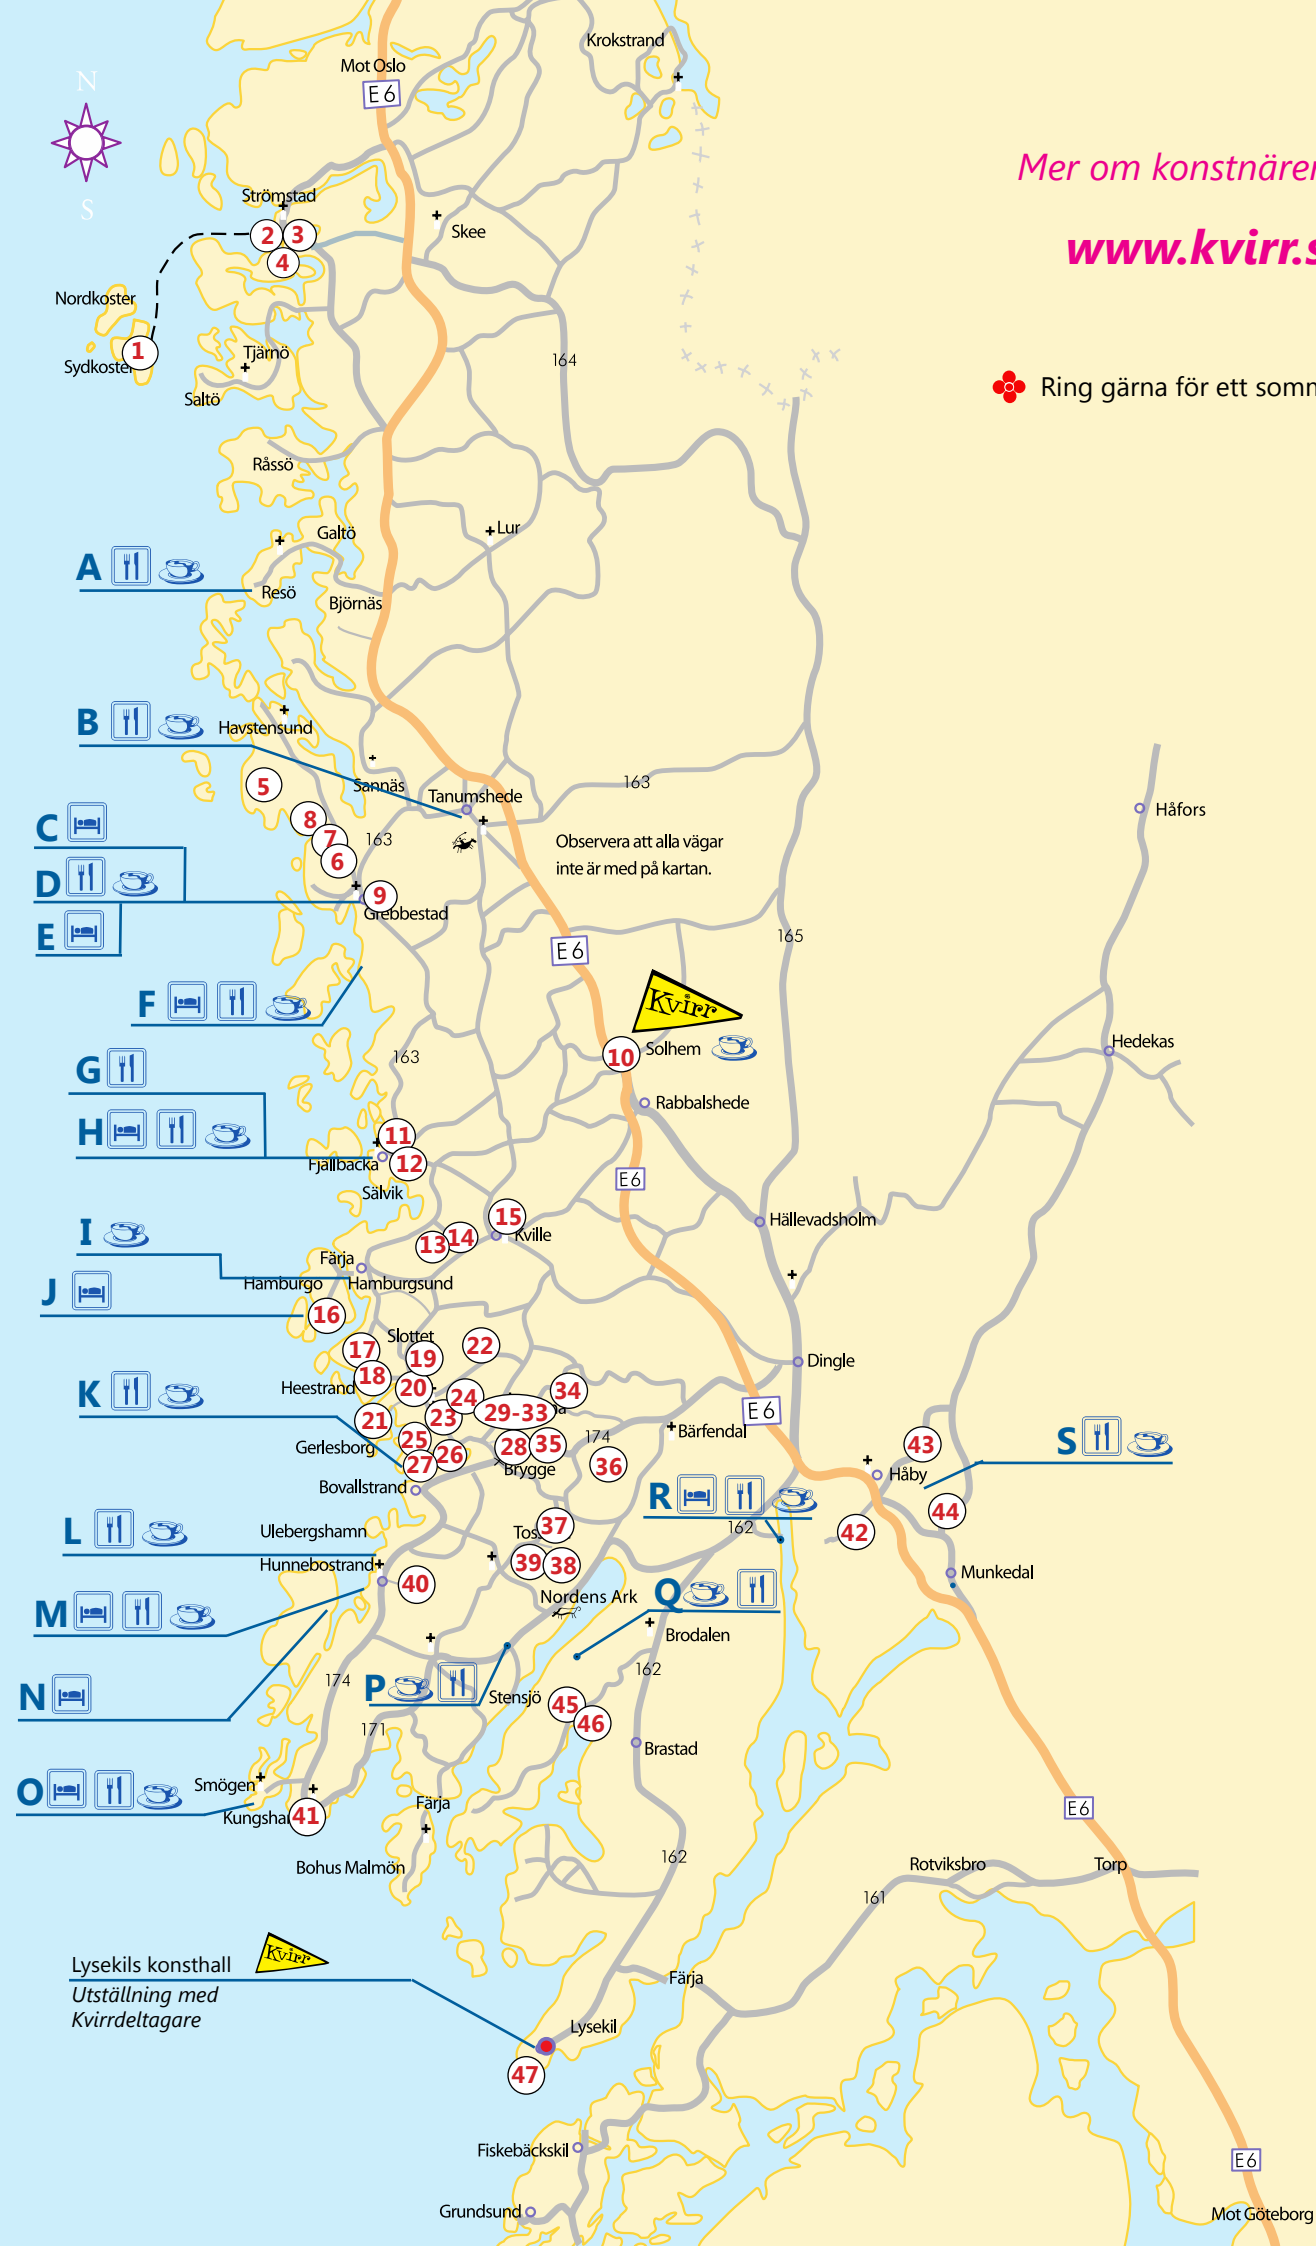 Krokstrand
Mot Oslo
E6
N
S
Mer om konstnären
www.kvirr.s
Strömstad
2
3
4
Skee
Nordkoster
1
Sydkoster
Tjärnö
Saltö
164
Ring gärna för ett somm
Råssö
Lur
Galtö
A
Resö
Björnäs
B
Havstensund
Sannäs
5
Tanumshede
163
Håfors
C
8
7
163
6
Observera att alla vägar
inte är med på kartan.
D
9
Grebbestad
E
E6
165
F
Kvirr
10
Solhem
Hedekas
G
163
Rabbalshede
H
11
Fjällbacka
12
Sälvik
E6
15
Kville
Hällevadsholm
I
13
14
Färja
Hamburgo
Hamburgsund
J
16
Slottet
17
22
19
Dingle
18
Heestrand
20
K
24
34
29-33
E6
21
23
25
Gerlesborg
26
28
35
174
Bärfendal
27
Brygge
36
43
S
Håby
Bovallstrand
R
44
L
Ulebergshamn
37
162
42
Hunnebostrand
39
38
40
Munkedal
M
Nordens Ark
Q
Brodalen
N
174
P
Stensjö
162
45
46
171
Brastad
O
Smögen
41
Färja
E6
Bohus Malmön
162
Rotviksbro
Torp
161
Lysekils konsthall
Kvirr
Utställning med
Kvirrdeltagare
Färja
Lysekil
47
Fiskebäckskil
E6
Grundsund
Mot Göteborg